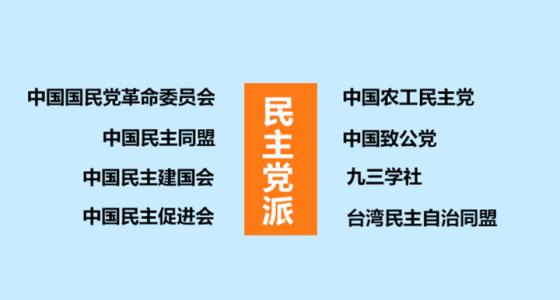 中国国民党革命委员会
中国民主同盟
中国民主建国会
中国民主促进会
民主党派
中国农工民主党
中国致公党
九三学社
台湾民主自治同盟